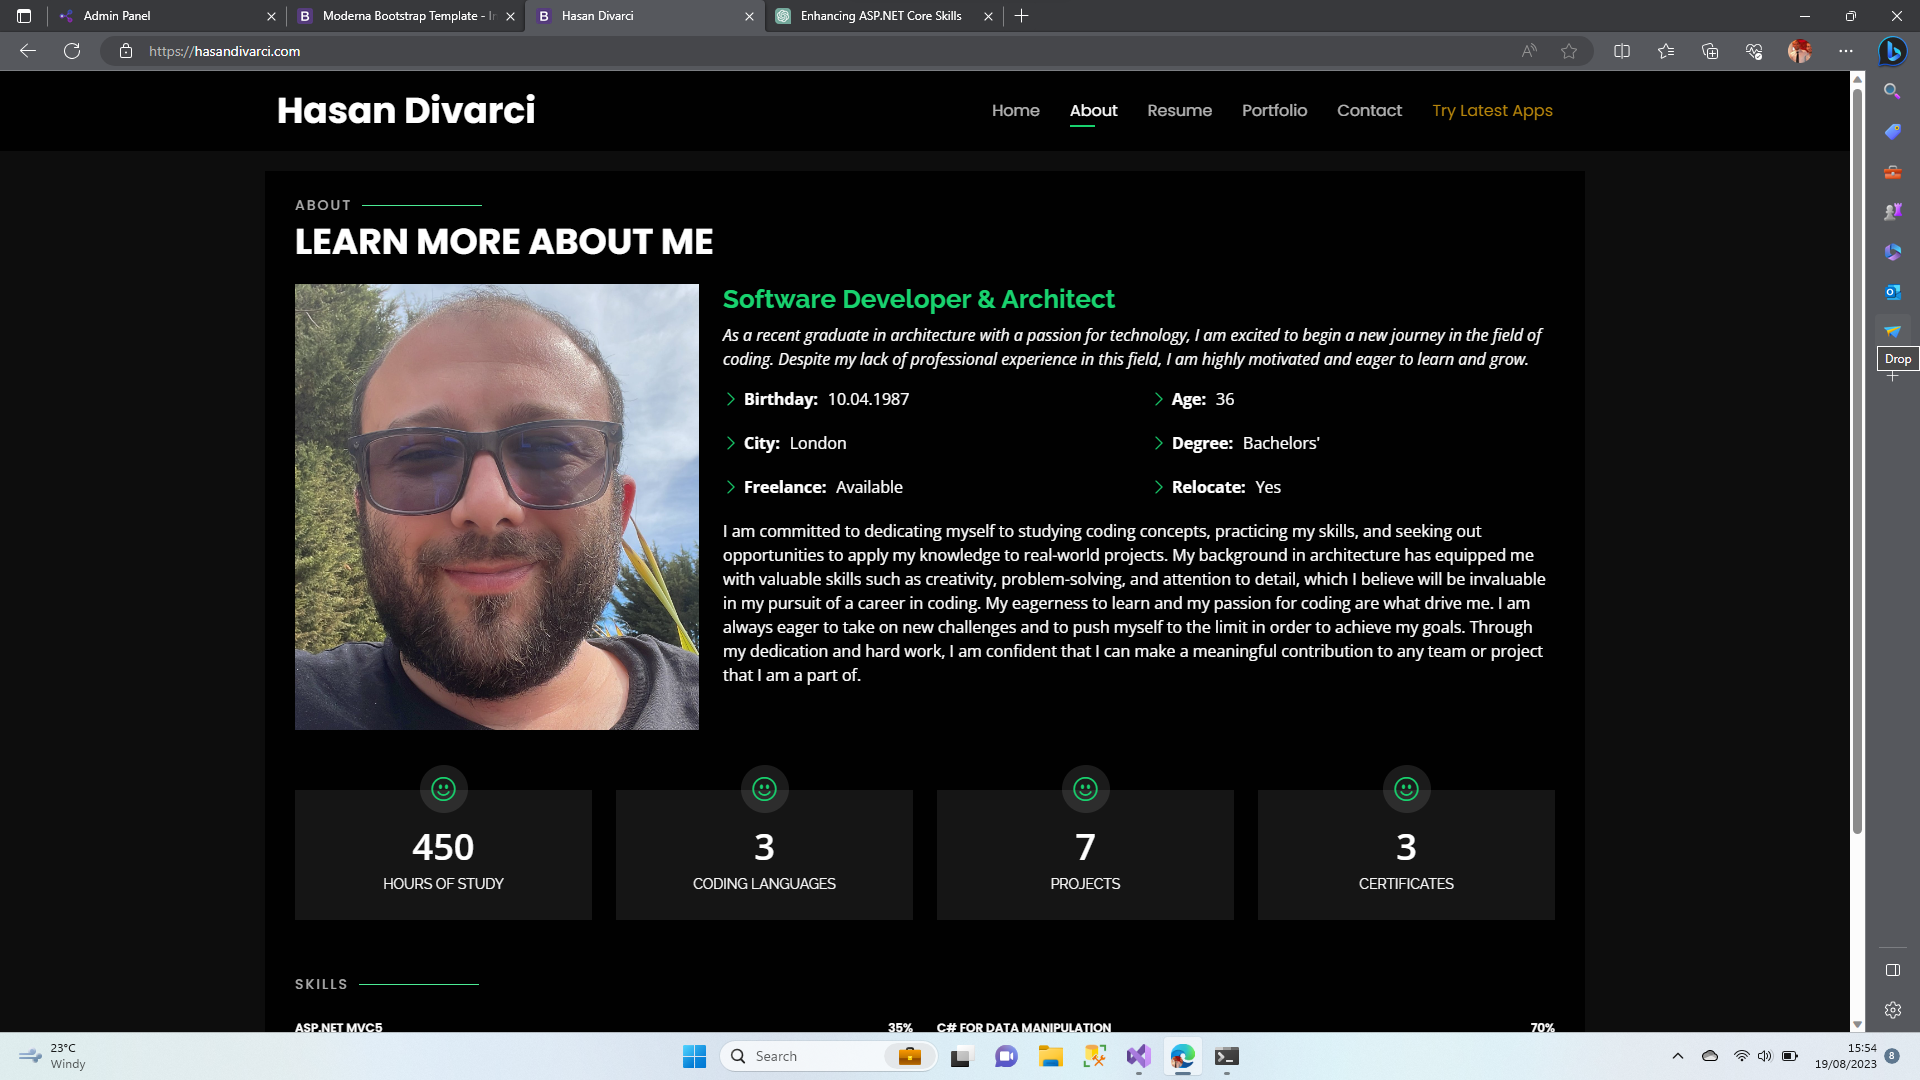 Admin Panel
Moderna Bootstrap Template - In
Hasan Divarci
Enhancing ASP.NET Core Skills
https://hasandivarci.com
Hasan Divarci
Home
About
Resume
Portfolio
Contact
Try Latest Apps
ABOUT
LEARN MORE ABOUT ME
Software Developer & Architect
As a recent graduate in architecture with a passion for technology, I am excited to begin a new journey in the field of
coding. Despite my lack of professional experience in this field, I am highly motivated and eager to learn and grow.
Birthday: 10.04.1987
Age: 36
City: London
Degree: Bachelors'
Freelance: Available
Relocate: Yes
I am committed to dedicating myself to studying coding concepts, practicing my skills, and seeking out
opportunities to apply my knowledge to real-world projects. My background in architecture has equipped me
with valuable skills such as creativity, problem-solving, and attention to detail, which I believe will be invaluable
in my pursuit of a career in coding. My eagerness to learn and my passion for coding are what drive me. I am
always eager to take on new challenges and to push myself to the limit in order to achieve my goals. Through
my dedication and hard work, I am confident that I can make a meaningful contribution to any team or project
that I am a part of.
Drop
450
HOURS OF STUDY
3
CODING LANGUAGES
7
PROJECTS
3
CERTIFICATES
SKILLS
ASP.NET MVC5
35%
C# FOR DATA MANIPULATION
70%
23°C
Windy
Search
15:54
19/08/2023
8